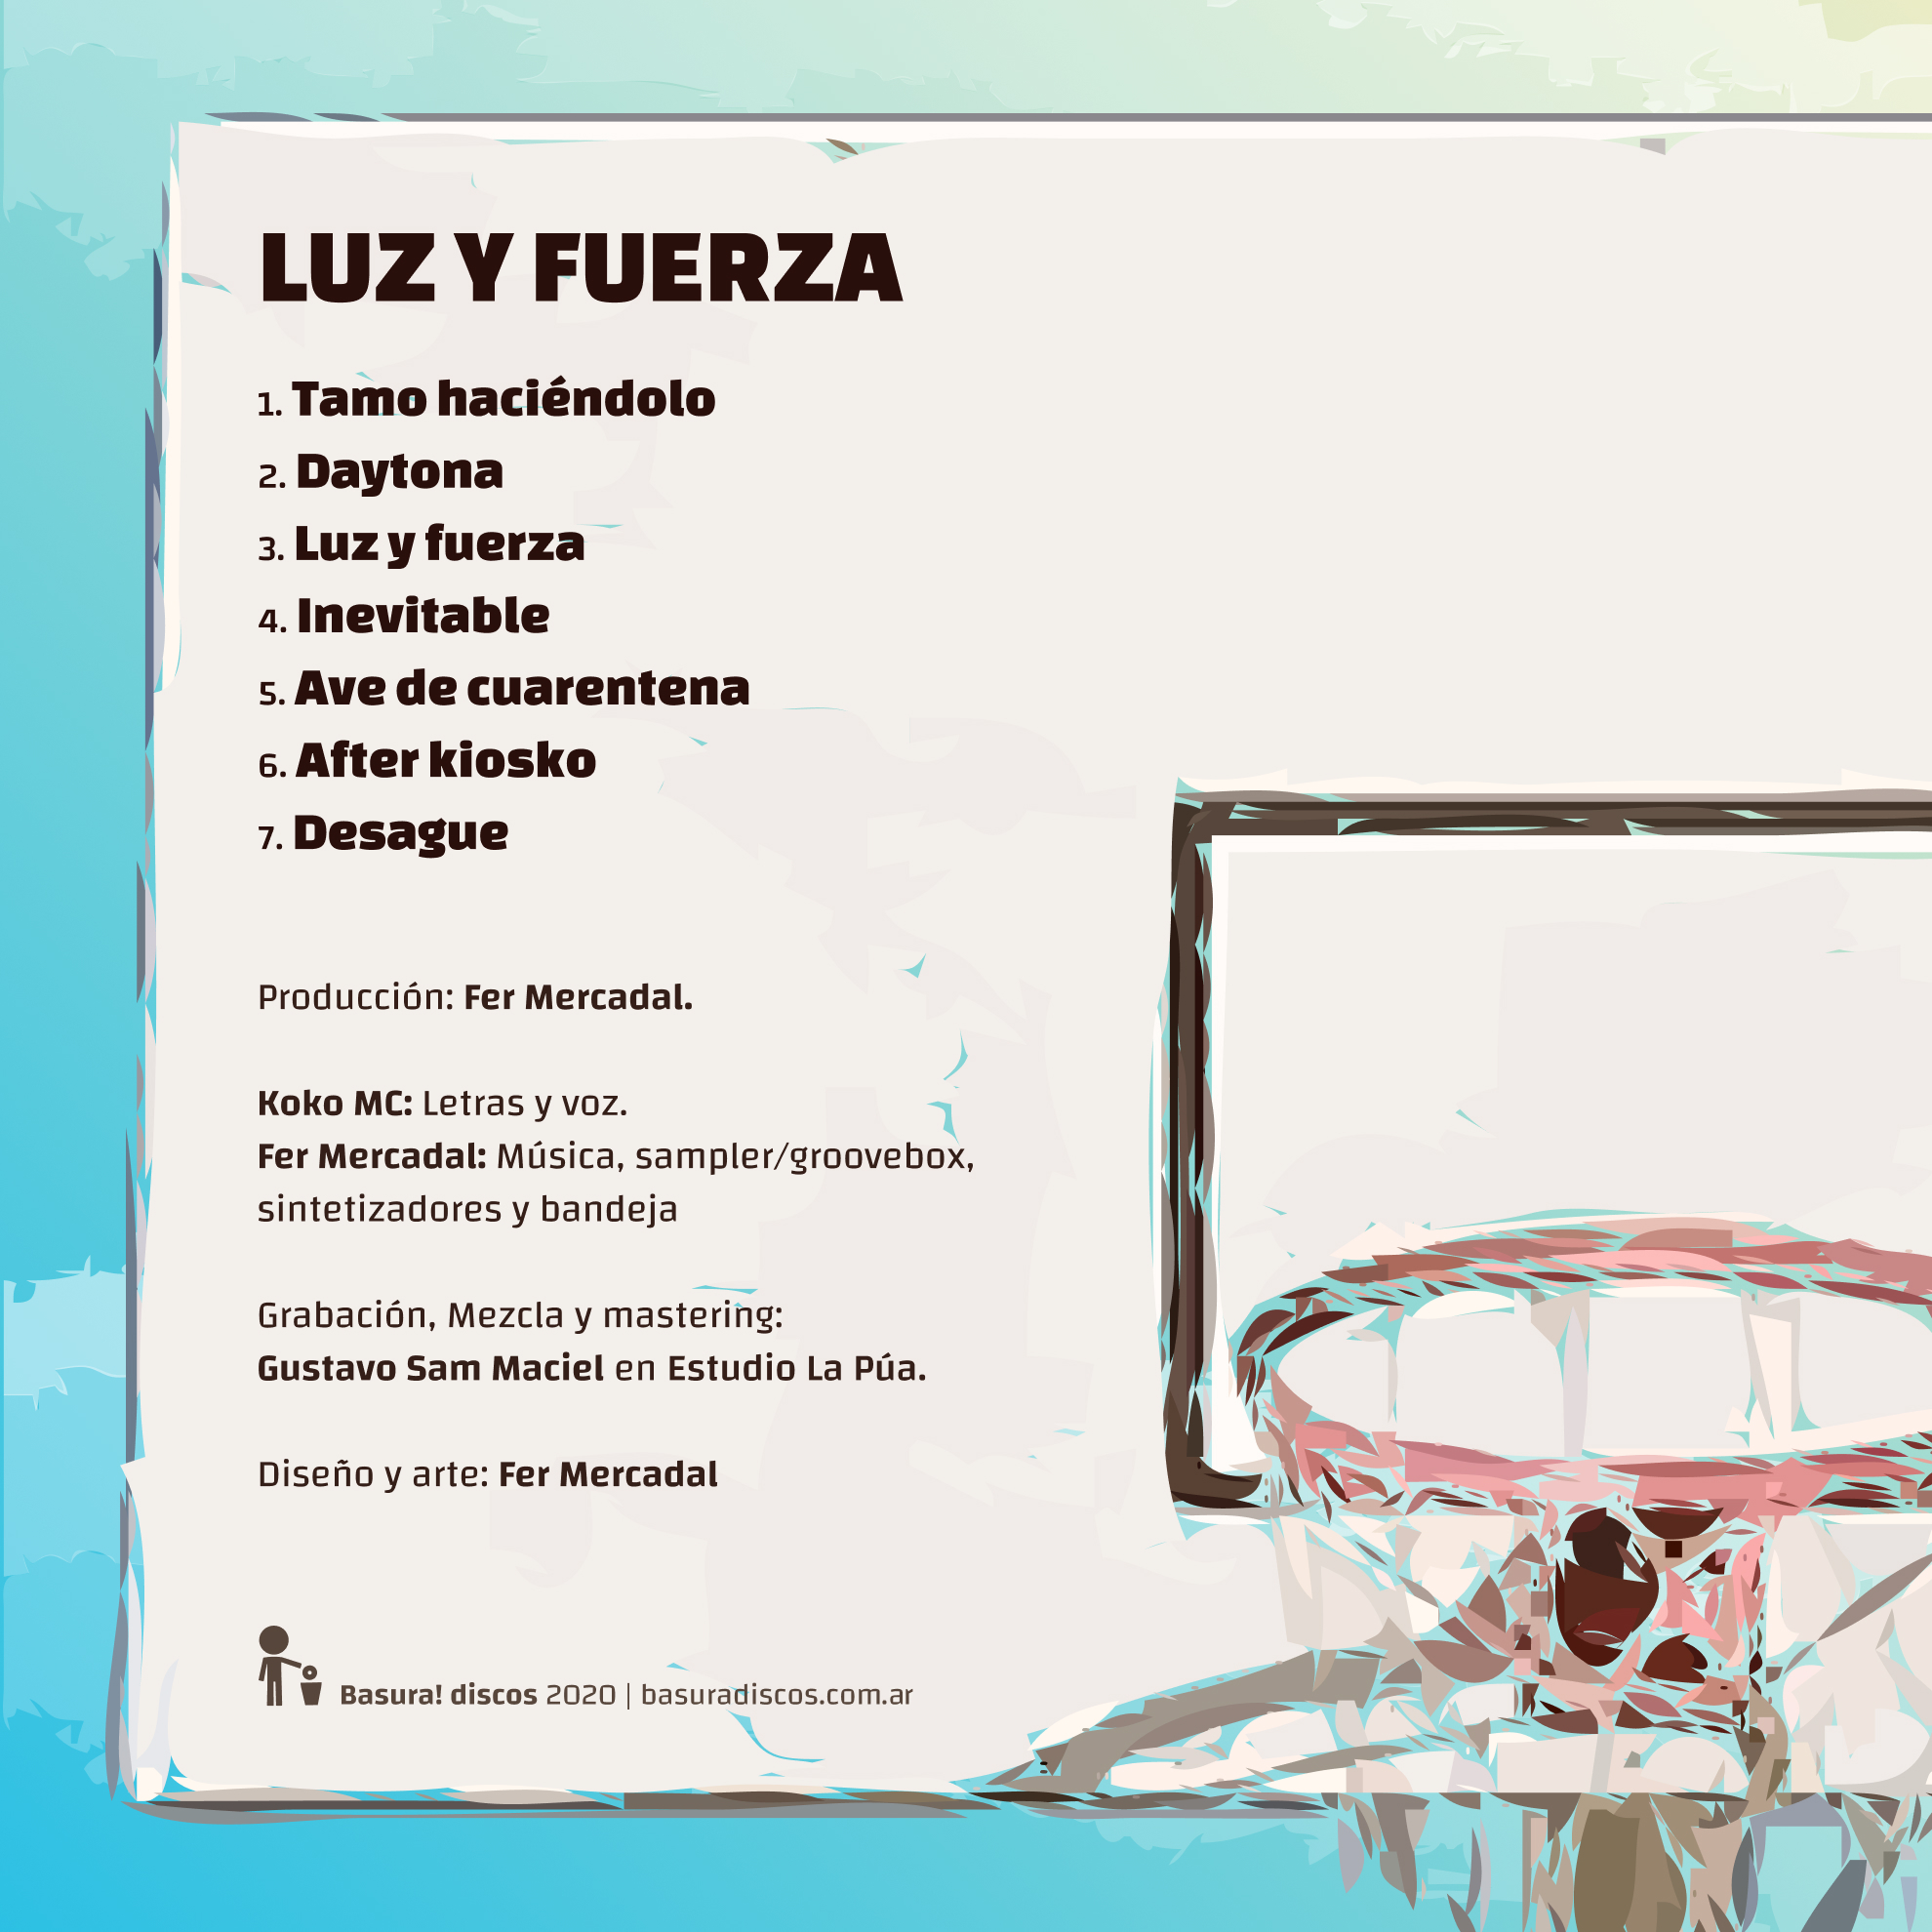 LUZ Y FUERZA
1. Tamo haciéndolo
2. Daytona
3. Luz y fuerza
4. Inevitable
5. Ave de cuarentena
6. After kiosko
7. Desague
Producción: Fer Mercadal.
Koko MC: Letras y voz.
Fer Mercadal: Música, sampler/groovebox,
sintetizadores y bandeja
Grabación, Mezcla y mastering:
Gustavo Sam Maciel en Estudio La Púa.
Diseño y arte: Fer Mercadal
Basura! discos 2020 | basuradiscos.com.ar